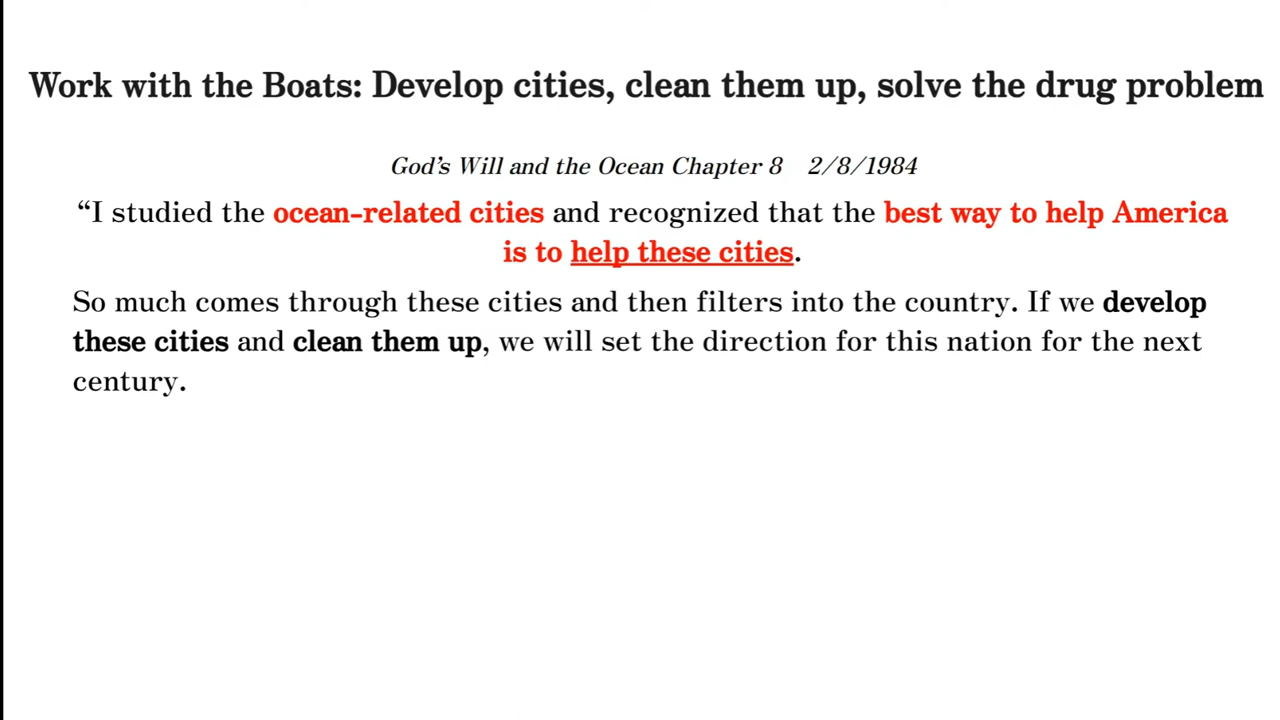 Work with the Boats: Develop cities, clean them up, solve the drug problem
God's Will and the Ocean Chapter 8 2/8/1984
“I studied the ocean-related cities and recognized that the best way to help America
is to help these cities.
So much comes through these cities and then filters into the country. If we develop
these cities and clean them up, we will set the direction for this nation for the next
century.